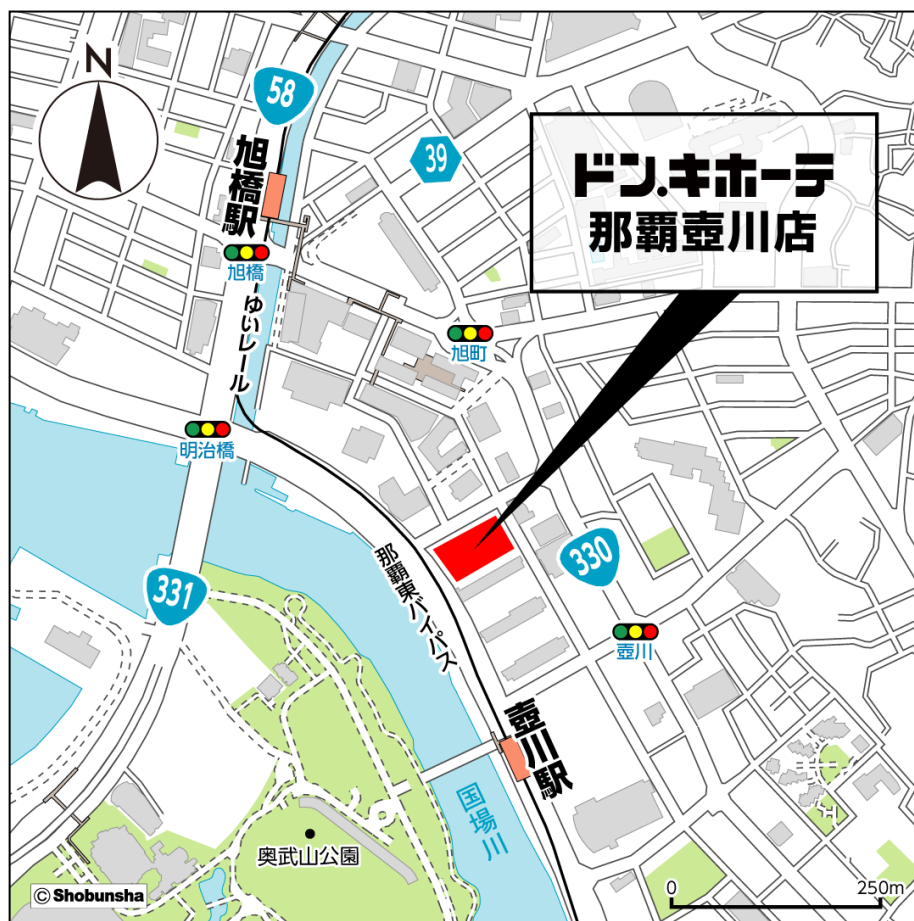 N
58
旭橋駅
39
ドン.キホーテ
那覇壺川店
旭橋
ゆいレール
旭町
明治橋
330
那覇東バイパス
331
壺川
壺川駅
国場川
奥武山公園
© Shobunsha
0 250m